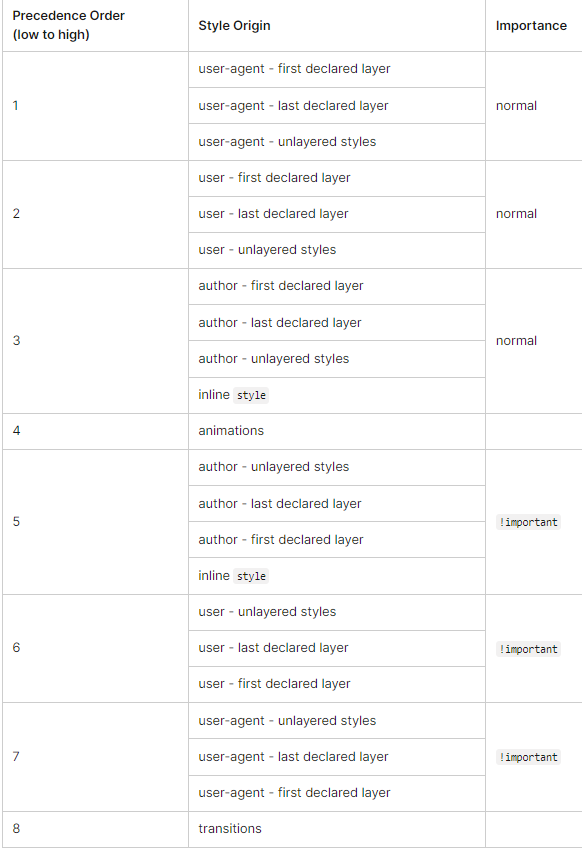 Precedence Order
(low to high)
Style Origin
Importance
1
user-agent - first declared layer
user-agent - last declared layer
user-agent - unlayered styles
normal
2
user - first declared layer
user - last declared layer
user - unlayered styles
normal
3
author - first declared layer
author - last declared layer
author - unlayered styles
inline style
normal
4
animations
5
author - unlayered styles
author - last declared layer
author - first declared layer
inline style
!important
6
user - unlayered styles
user - last declared layer
user - first declared layer
!important
7
user-agent - unlayered styles
user-agent - last declared layer
user-agent - first declared layer
!important
8
transitions